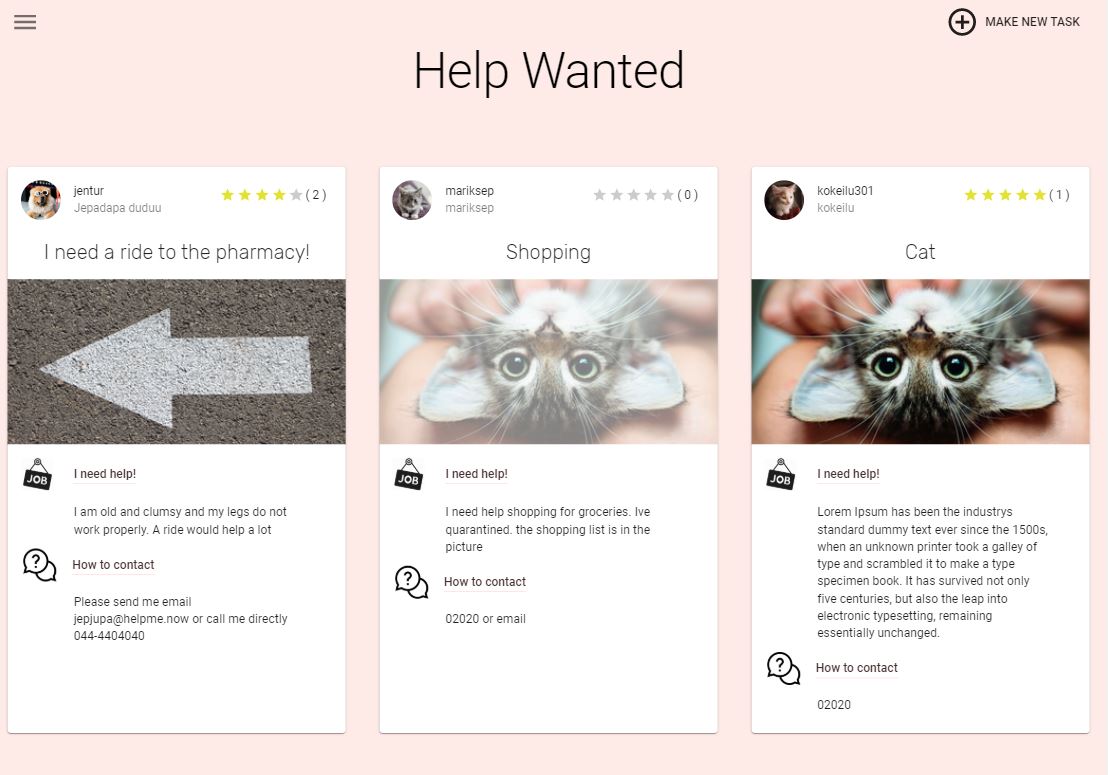 MAKE NEW TASK
Help Wanted
jentur
Jepadapa duduu
( 2 )
I need a ride to the pharmacy!
JOB
I need help!
I am old and clumsy and my legs do not
work properly. A ride would help a lot
How to contact
Please send me email
jepjupa@helpme.now or call me directly
044-4404040
mariksep
mariksep
( 0 )
Shopping
JOB
I need help!
I need help shopping for groceries. Ive
quarantined. the shopping list is in the
picture
How to contact
02020 or email
kokeilu301
kokeilu
( 1 )
Cat
JOB
I need help!
Lorem Ipsum has been the industrys
standard dummy text ever since the 1500s,
when an unknown printer took a galley of
type and scrambled it to make a type
specimen book. It has survived not only
five centuries, but also the leap into
electronic typesetting, remaining
essentially unchanged.
How to contact
02020